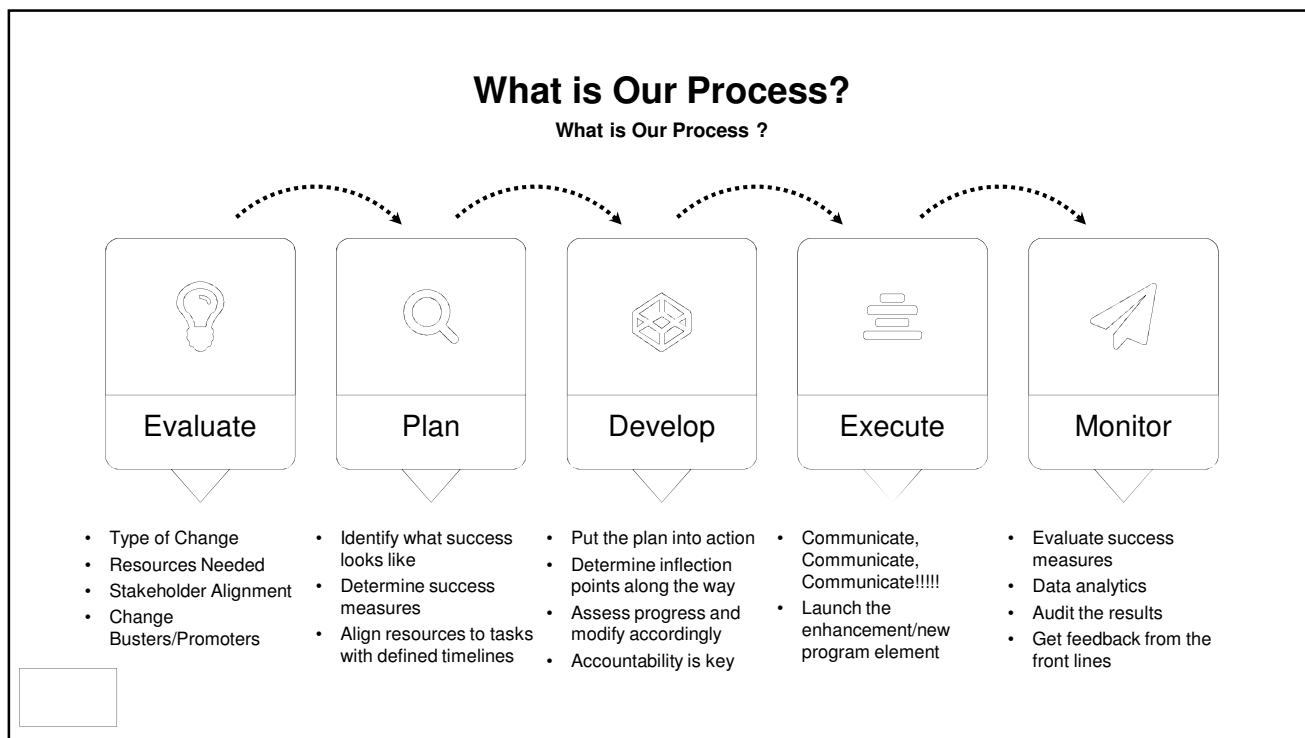 What is Our Process?
What is Our Process ?
Evaluate
Plan
Develop
Execute
Monitor
• Type of Change
• Resources Needed
• Stakeholder Alignment
• Change
Busters/Promoters
• Identify what success
looks like
• Determine success
measures
• Align resources to tasks
with defined timelines
• Put the plan into action
• Determine inflection
points along the way
• Assess progress and
modify accordingly
• Accountability is key
• Communicate,
Communicate,
Communicate!!!!!
• Launch the
enhancement/new
program element
• Evaluate success
measures
• Data analytics
• Audit the results
• Get feedback from the
front lines